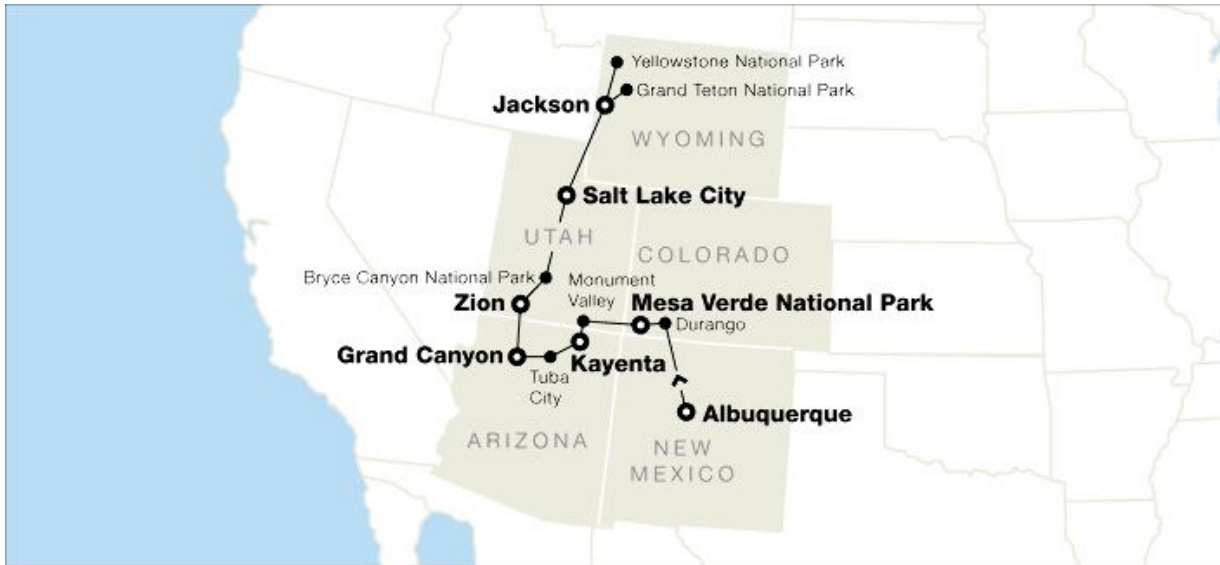 Yellowstone National Park
Grand Teton National Park
Jackson
WYOMING
Salt Lake City
UTAH
COLORADO
Bryce Canyon National Park
Monument
Valley
Zion
Mesa Verde National Park
Durango
Grand Canyon
Kayenta
Tuba
City
Albuquerque
ARIZONA
NEW
MEXICO